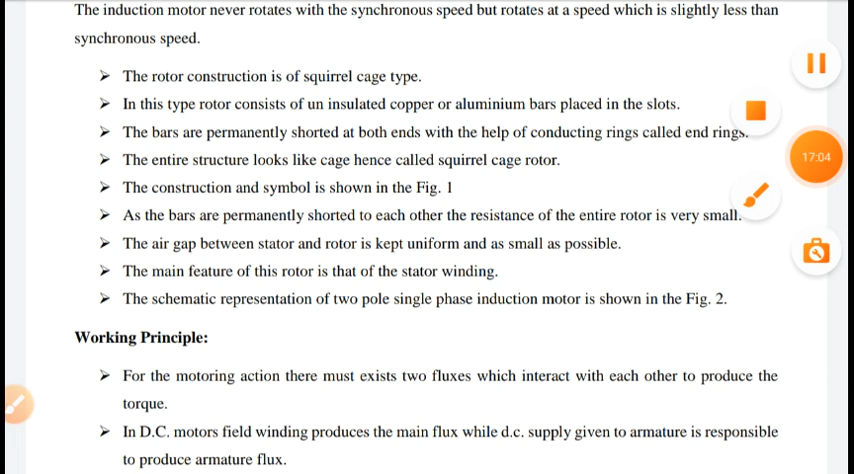 The induction motor never rotates with the synchronous speed but rotates at a speed which is slightly less than
synchronous speed.
➢ The rotor construction is of squirrel cage type.
➢ In this type rotor consists of un insulated copper or aluminium bars placed in the slots.
➢ The bars are permanently shorted at both ends with the help of conducting rings called end rings.
➢ The entire structure looks like cage hence called squirrel cage rotor.
17:04
➢ The construction and symbol is shown in the Fig. 1
➢ As the bars are permanently shorted to each other the resistance of the entire rotor is very small.
➢ The air gap between stator and rotor is kept uniform and as small as possible.
➢ The main feature of this rotor is that of the stator winding.
➢ The schematic representation of two pole single phase induction motor is shown in the Fig. 2.
Working Principle:
➢ For the motoring action there must exists two fluxes which interact with each other to produce the
torque.
➢ In D.C. motors field winding produces the main flux while d.c. supply given to armature is responsible
to produce armature flux.